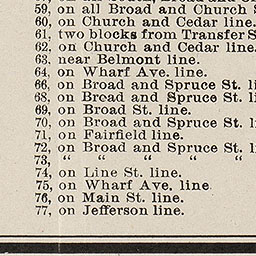 59, on all Broad and Church S
60, on Church and Cedar line.
61, two blocks from Transfer S
62, on Church and Cedar line.
63, near Belmont line.
64, on Wharf Ave. line.
66, on Broad and Spruce St. li
68, on Broad and Spruce St. li
69, on Broad St. line.
70, on Broad and Spruce St. l
71, on Fairfield line.
72, on Broad and Spruce St. l
73, “ “ “ “ “
74, on Line St. line.
75, on Wharf Ave. line
76, on Main St. line.
77, on Jefferson line.